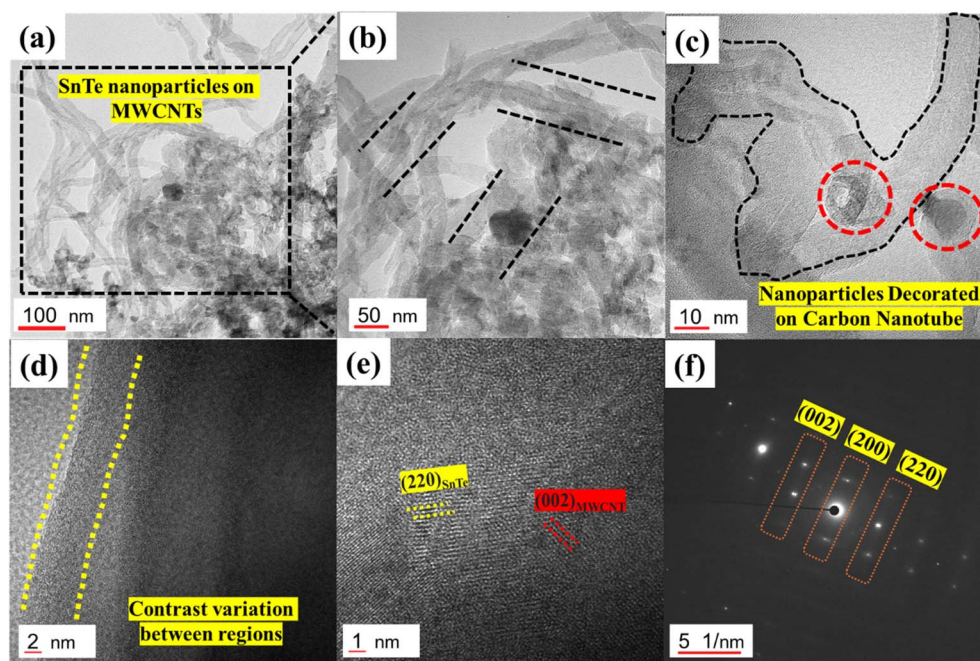 (a)
SnTe nanoparticles on
MWCNTs
100 nm
(b)
50 nm
(c)
Nanoparticles Decorated
on Carbon Nanotube
10 nm
(d)
Contrast variation
between regions
2 nm
(e)
(220)SnTe
(002)MWCNT
1 nm
(f)
(002)
(200)
(220)
5 1/nm